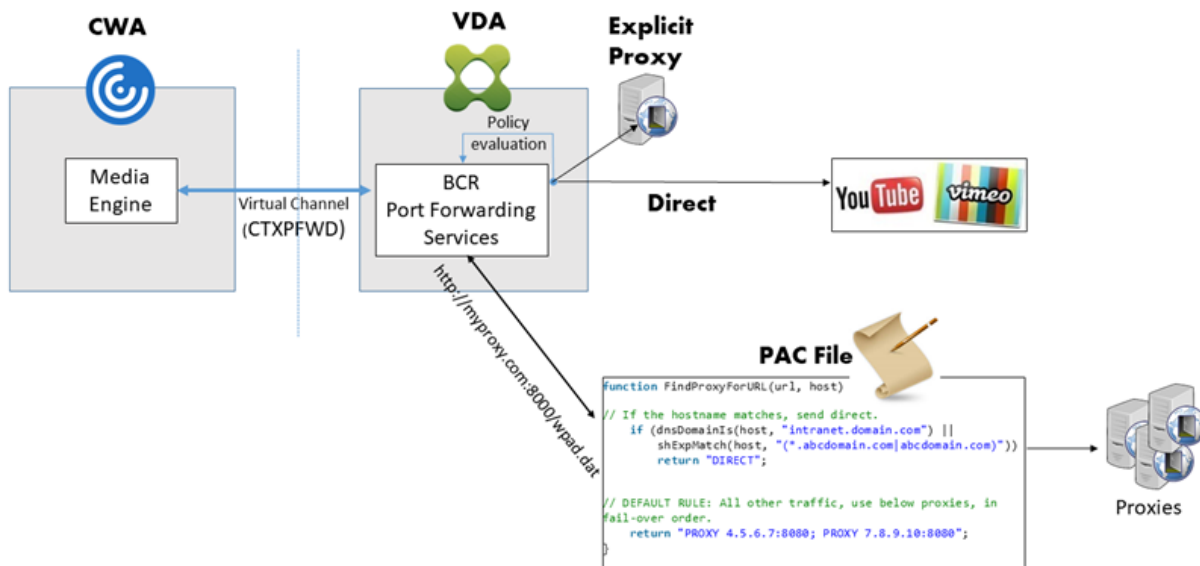 CWA
VDA
Explicit
Proxy
Policy
evaluation
Media
Engine
Virtual Channel
(CTXPFWD)
BCR
Port Forwarding
Services
Direct
YouTube
vimeo
http://myproxy.com:8000/wpad.dat
PAC File
function FindProxyForURL(url, host)
// If the hostname matches, send direct.
if (dnsDomainIs(host, "intranet.domain.com") ||
shExpMatch(host, "(*.abcdomain.com|abcdomain.com)"))
return "DIRECT";
// DEFAULT RULE: All other traffic, use below proxies, in
fail-over order.
return "PROXY 4.5.6.7:8080; PROXY 7.8.9.10:8080";
}
Proxies